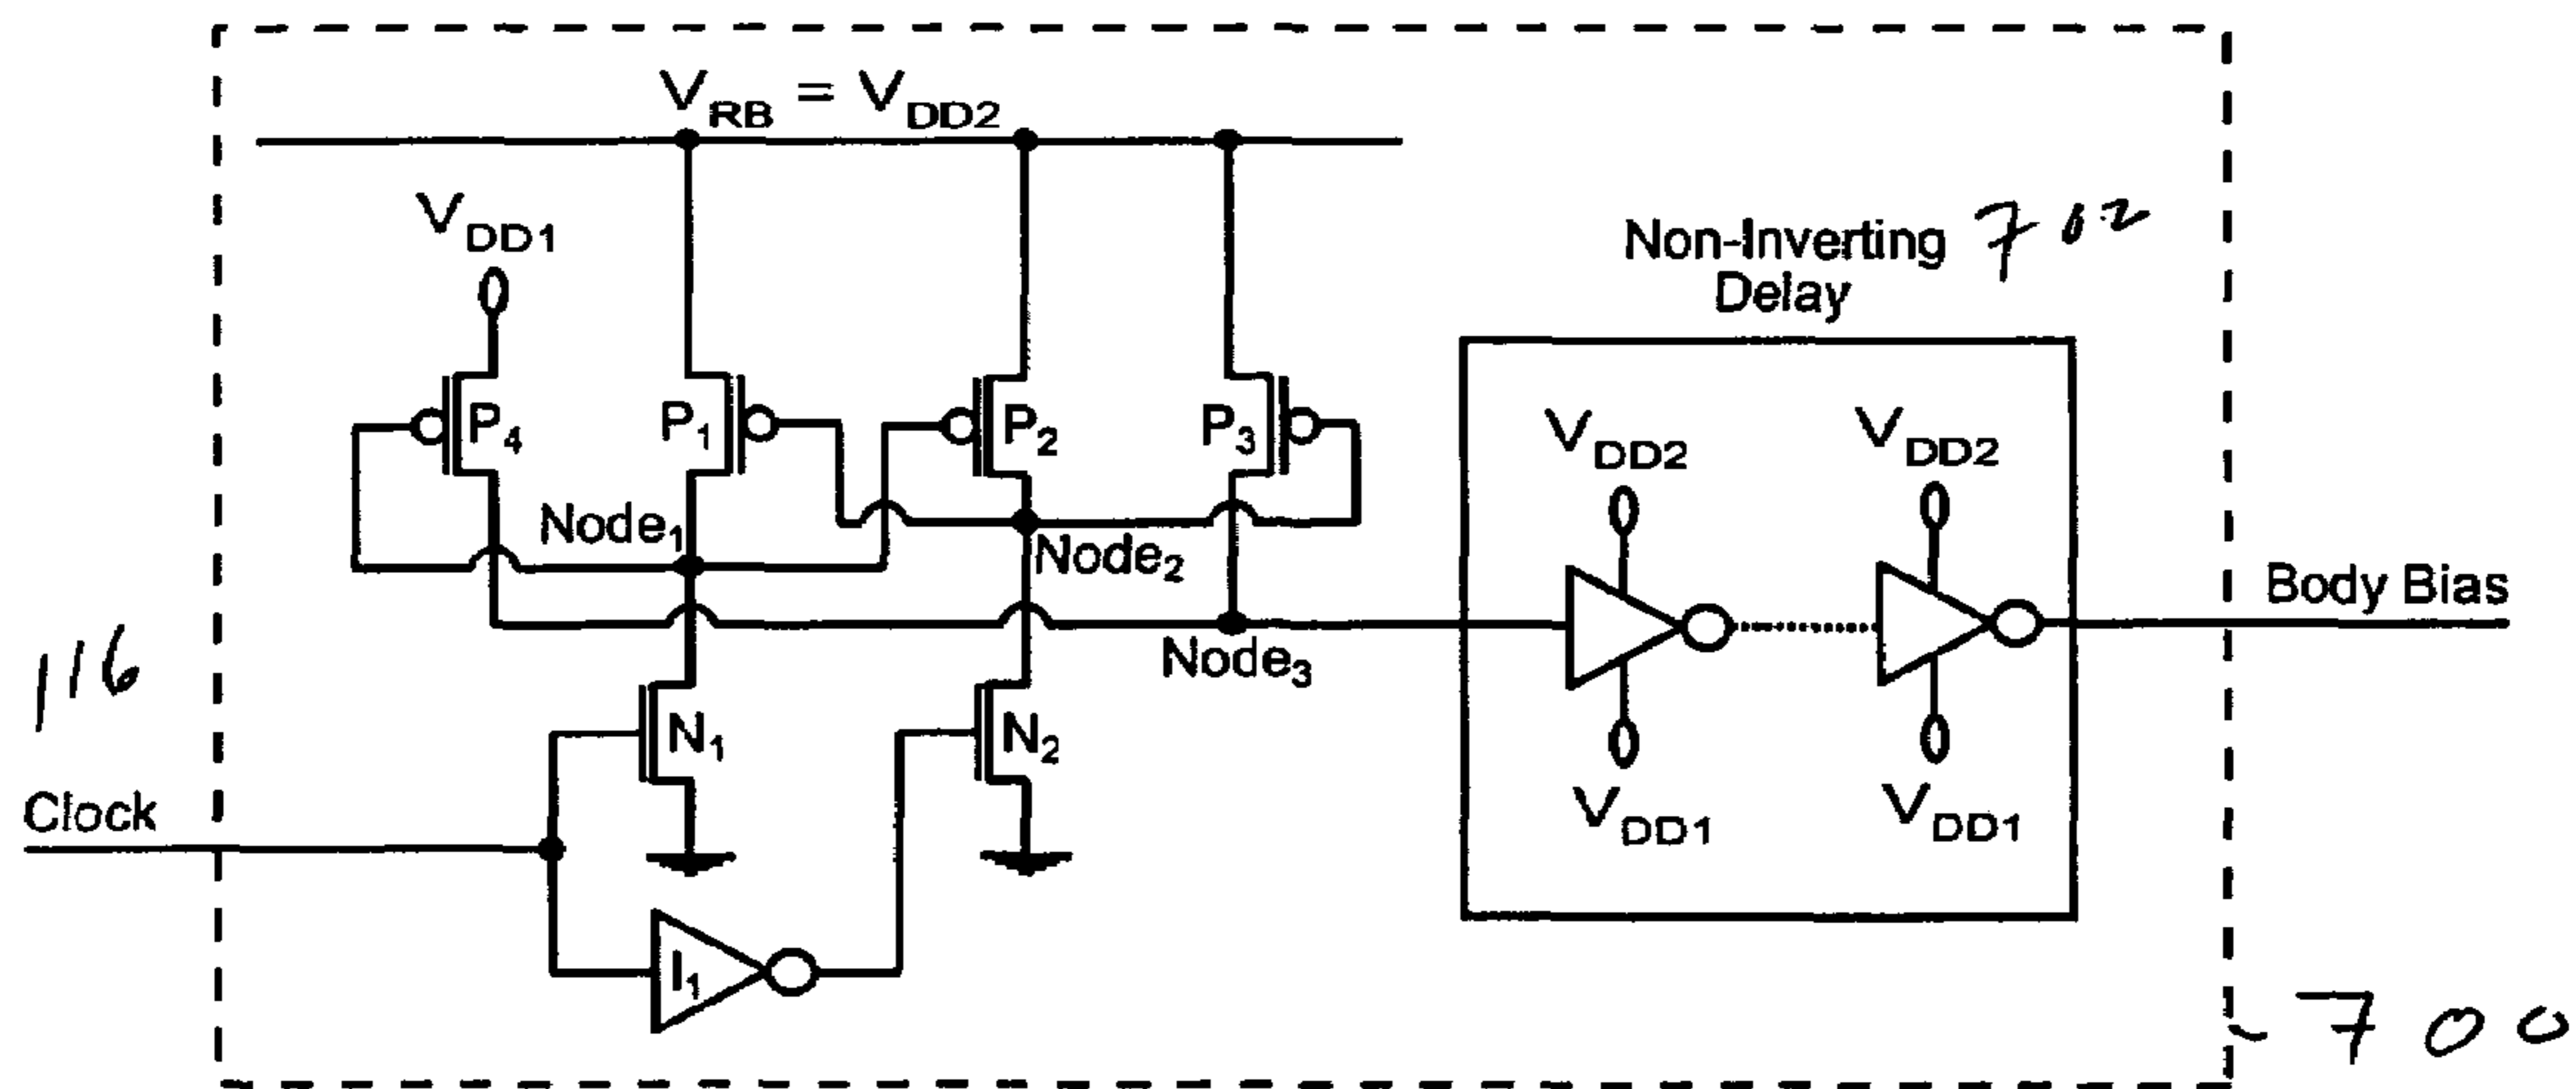 V_RB = V_DD2
V_DD1
Non-Inverting 702
Delay
P4
P1
P2
P3
V_DD2
V_DD2
Node1
Node2
Node3
Body Bias
116
N1
N2
V_DD1
V_DD1
Clock
I1
700